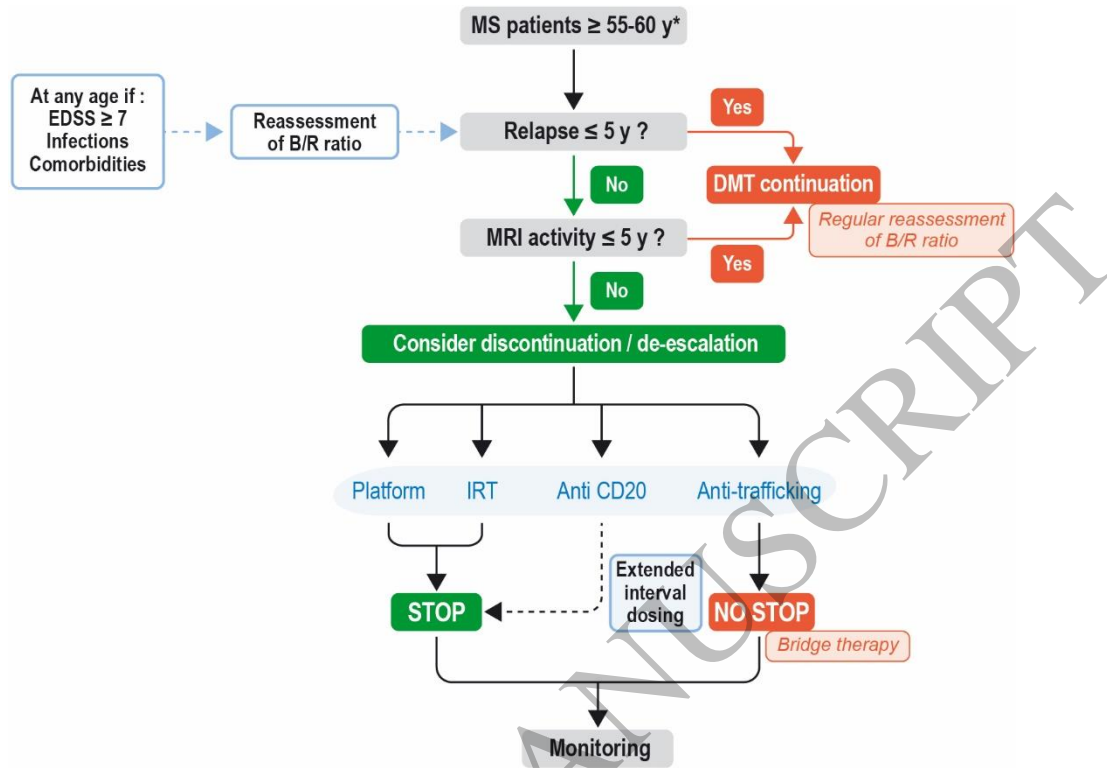 MS patients ≥ 55-60 y*
At any age if :
EDSS ≥ 7
Infections
Comorbidities
Reassessment
of B/R ratio
Relapse ≤ 5 y ?
Yes
No
DMT continuation
Regular reassessment
of B/R ratio
MRI activity ≤ 5 y ?
Yes
No
Consider discontinuation / de-escalation
Platform
IRT
Anti CD20
Anti-trafficking
Extended
interval
dosing
STOP
NO STOP
Bridge therapy
Monitoring
ANUSCRIPT